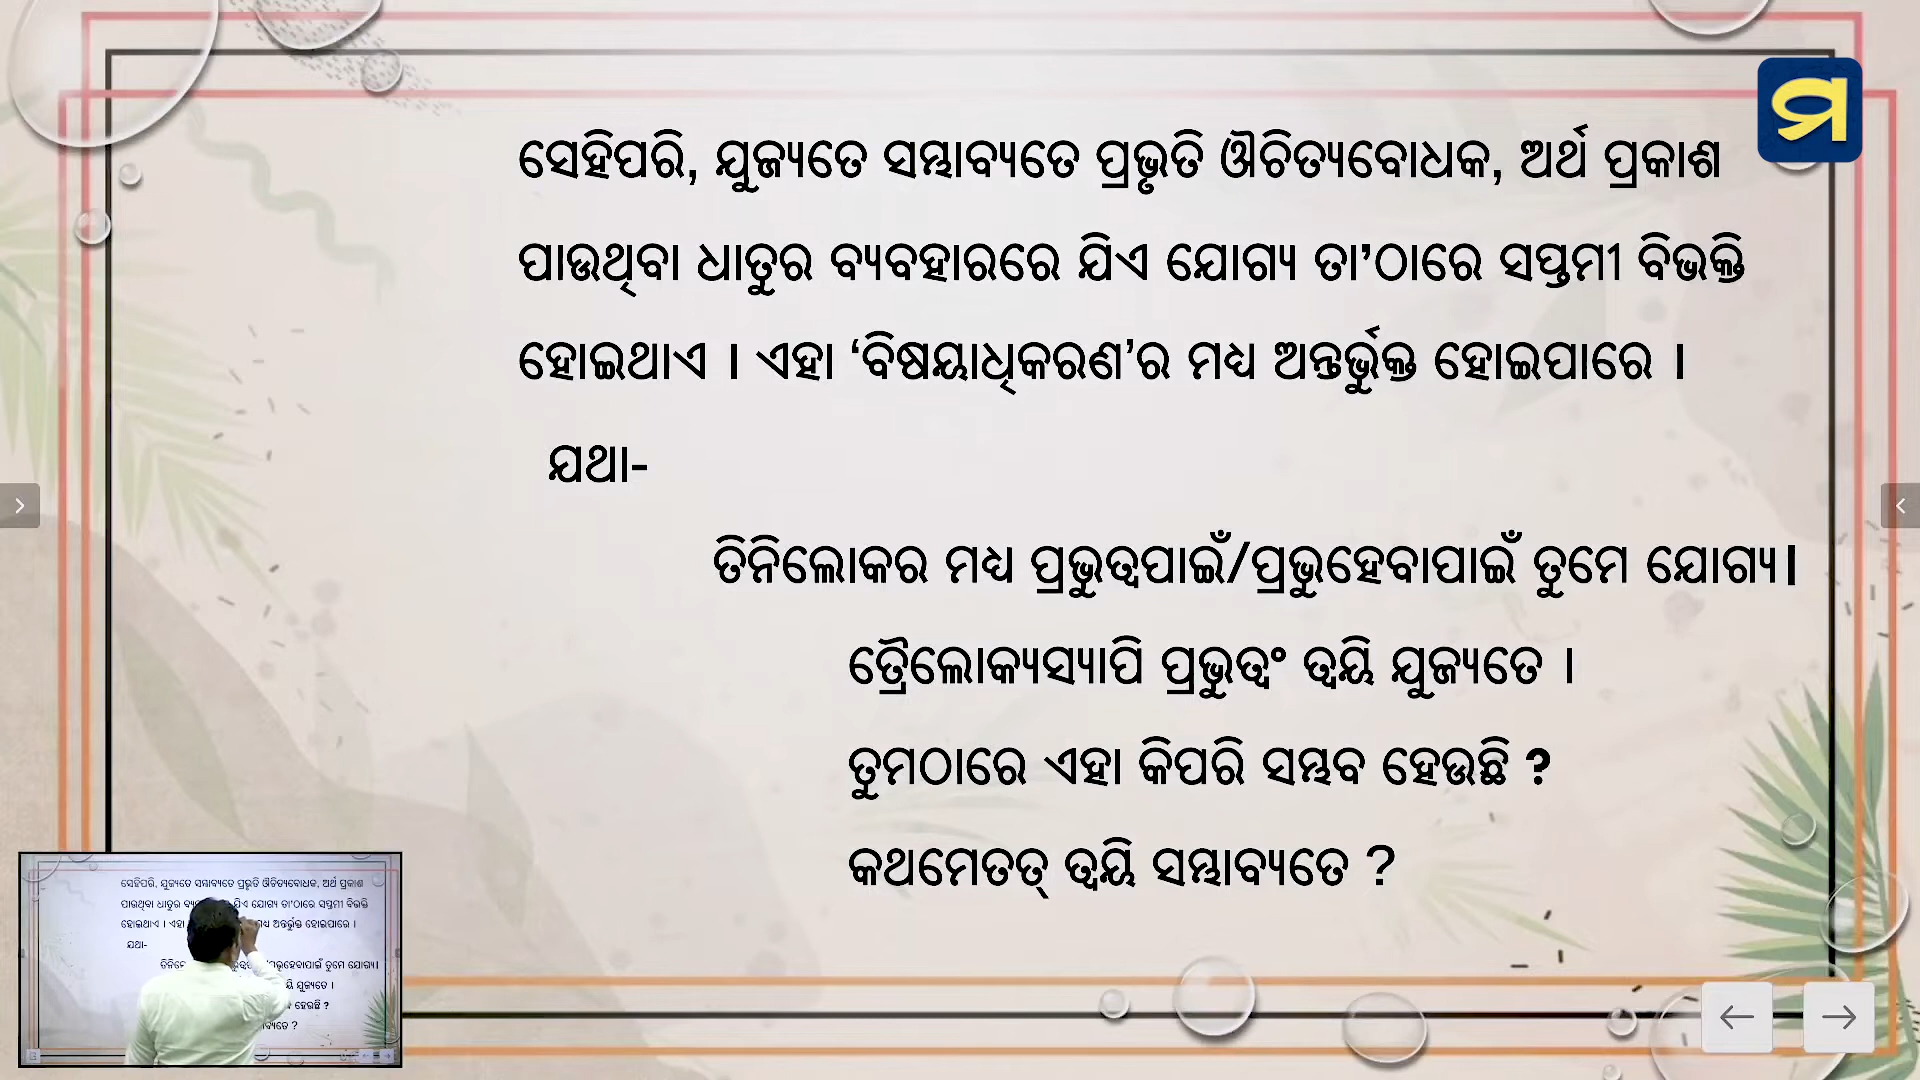 ସେହିପରି, ଯୁଜ୍ୟତେ ସମ୍ଭାବ୍ୟତେ ପ୍ରଭୃତି ଔଚିତ୍ୟବୋଧକ, ଅର୍ଥ ପ୍ରକାଶ
ପାଉଥିବା ଧାତୁର ବ୍ୟବହାରରେ ଯିଏ ଯୋଗ୍ୟ ତା’ଠାରେ ସପ୍ତମୀ ବିଭକ୍ତି
ହୋଇଥାଏ । ଏହା ‘ବିଷୟାଧିକରଣ’ର ମଧ୍ୟ ଅନ୍ତର୍ଭୁକ୍ତ ହୋଇପାରେ ।
ଯଥା-
ତିନିଲୋକର ମଧ୍ୟ ପ୍ରଭୁତ୍ୱପାଇଁ/ପ୍ରଭୁହେବାପାଇଁ ତୁମେ ଯୋଗ୍ୟ।
ତ୍ରୈଲୋକ୍ୟସ୍ୟାପି ପ୍ରଭୁତ୍ୱଂ ତ୍ୱୟି ଯୁଜ୍ୟତେ ।
ତୁମଠାରେ ଏହା କିପରି ସମ୍ଭବ ହେଉଛି ?
କଥମେତତ୍ ତ୍ୱୟି ସମ୍ଭାବ୍ୟତେ ?